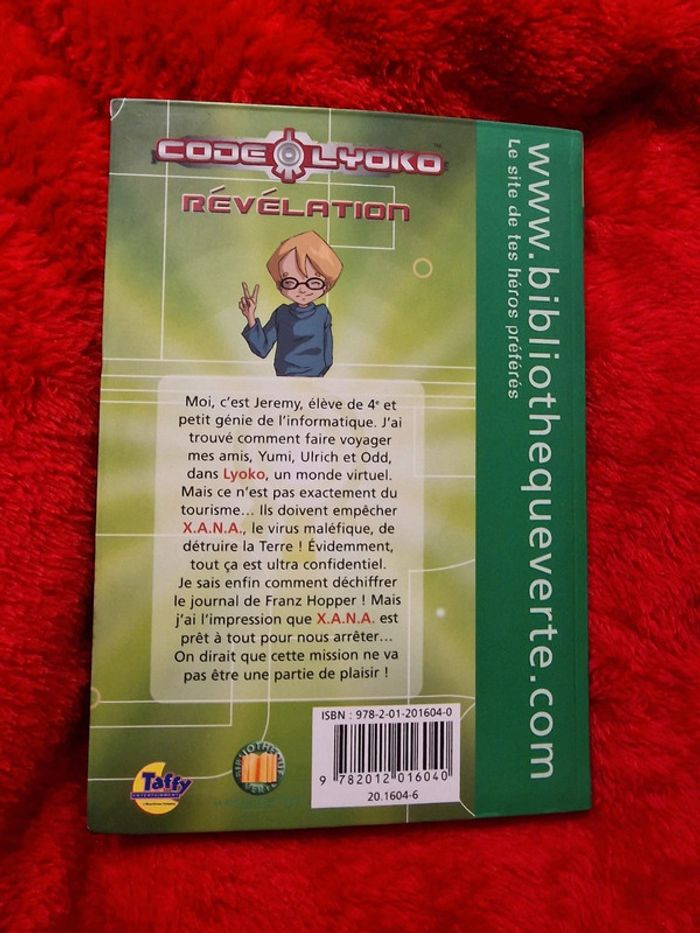 CODE LYOKO™
RÉVÉLATION
Moi, c'est Jeremy, élève de 4e et
petit génie de l'informatique. J'ai
trouvé comment faire voyager
mes amis, Yumi, Ulrich et Odd,
dans Lyoko, un monde virtuel.
Mais ce n'est pas exactement du
tourisme... Ils doivent empêcher
X.A.N.A., le virus maléfique, de
détruire la Terre ! Évidemment,
tout ça est ultra confidentiel.
Je sais enfin comment déchiffrer
le journal de Franz Hopper ! Mais
j'ai l'impression que X.A.N.A. est
prêt à tout pour nous arrêter...
On dirait que cette mission ne va
pas être une partie de plaisir !
ISBN : 978-2-01-201604-0
9 782012 016040
20.1604-6
Taffy
ENTERTAINMENT
BIBLIOTHÈQUE
VERTE
www.bibliothequeverte.com
Le site de tes héros préférés